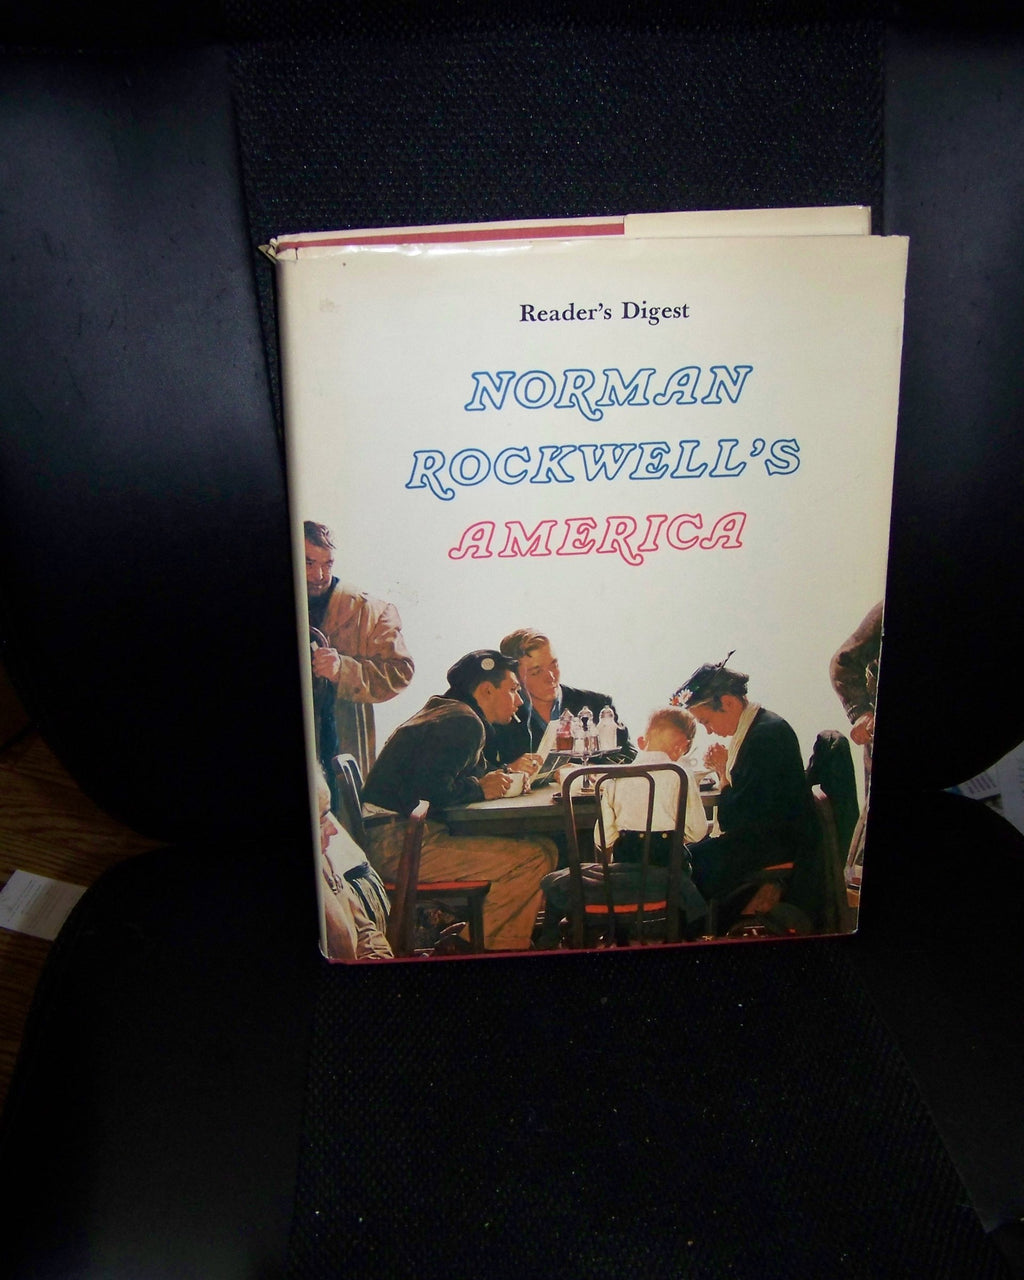 Reader's Digest
NORMAN
ROCKWELL'S
AMERICA